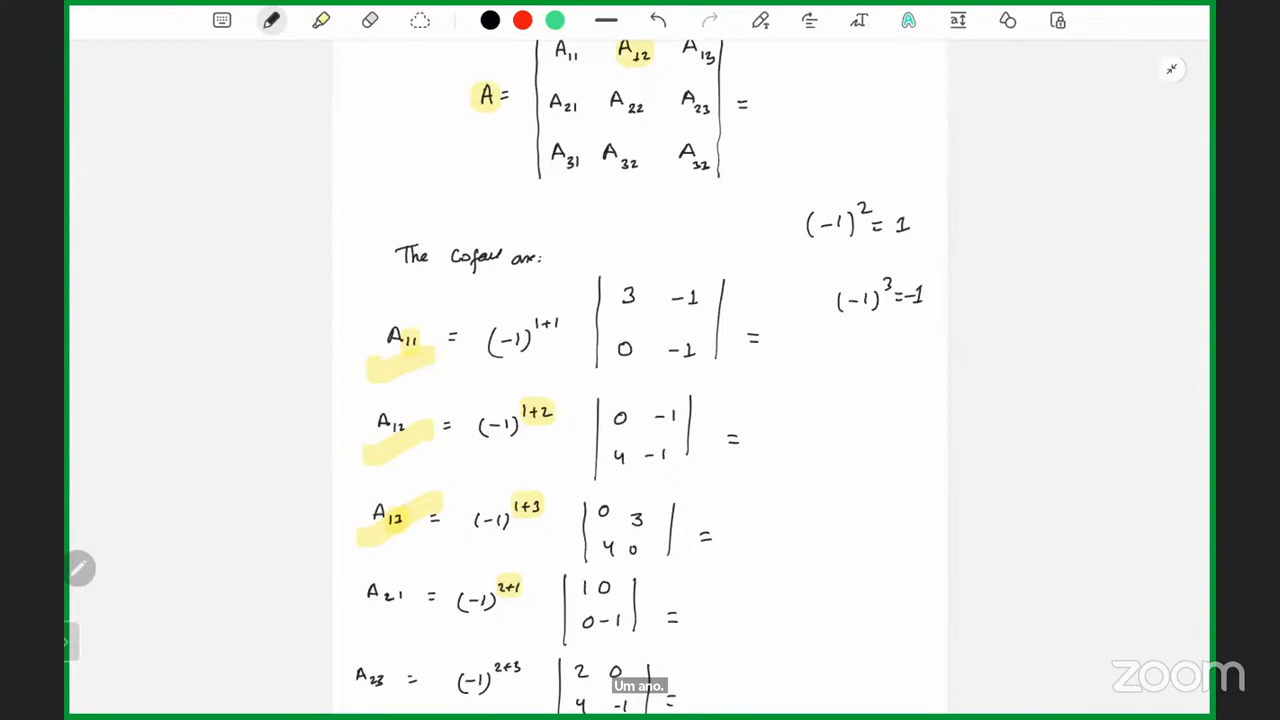 A₁₁ A₁₂ A₁₃
A = A₂₁ A₂₂ A₂₃ =
A₃₁ A₃₂ A₃₃
(-1)² = 1
The are:
(-1)³ = -1
3 -1
A₁₁ = (-1)¹⁺¹ =
0 -1
0 -1
A₁₂ = (-1)¹⁺² =
4 -1
0 3
A₁₃ = (-1)¹⁺³ =
4 0
1 0
A₂₁ = (-1)²⁺¹ =
0 -1
2 0
A₂₃ = (-1)²⁺³ =
4 -1
Um ano.
zoom